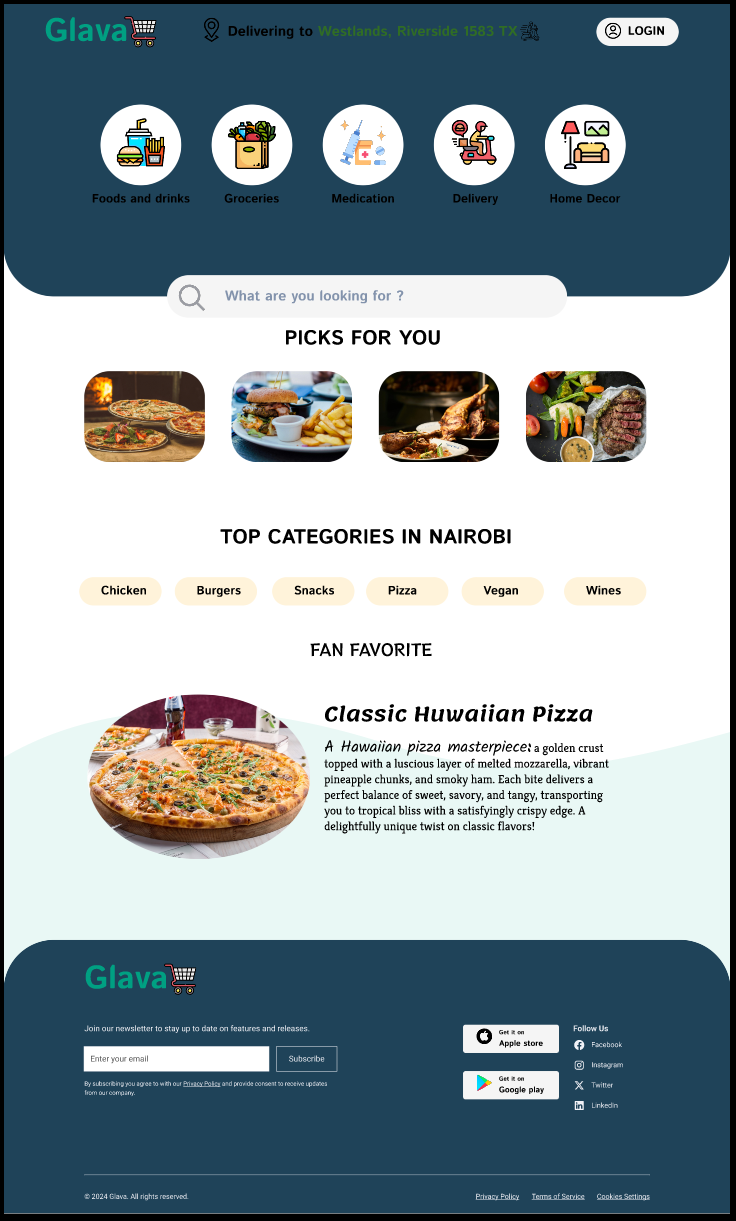 Glava
Delivering to Westlands, Riverside 1583 TX
LOGIN
Foods and drinks
Groceries
Medication
Delivery
Home Decor
What are you looking for ?
PICKS FOR YOU
TOP CATEGORIES IN NAIROBI
Chicken
Burgers
Snacks
Pizza
Vegan
Wines
FAN FAVORITE
Classic Huwaiian Pizza
A Hawaiian pizza masterpiece: a golden crust
topped with a luscious layer of melted mozzarella, vibrant
pineapple chunks, and smoky ham. Each bite delivers a
perfect balance of sweet, savory, and tangy, transporting
you to tropical bliss with a satisfyingly crispy edge. A
delightfully unique twist on classic flavors!
Glava
Join our newsletter to stay up to date on features and releases.
Enter your email
Subscribe
By subscribing you agree to with our Privacy Policy and provide consent to receive updates
from our company.
Get it on
Apple store
Get it on
Google play
Follow Us
Facebook
Instagram
Twitter
LinkedIn
© 2024 Glava. All rights reserved.
Privacy Policy
Terms of Service
Cookies Settings